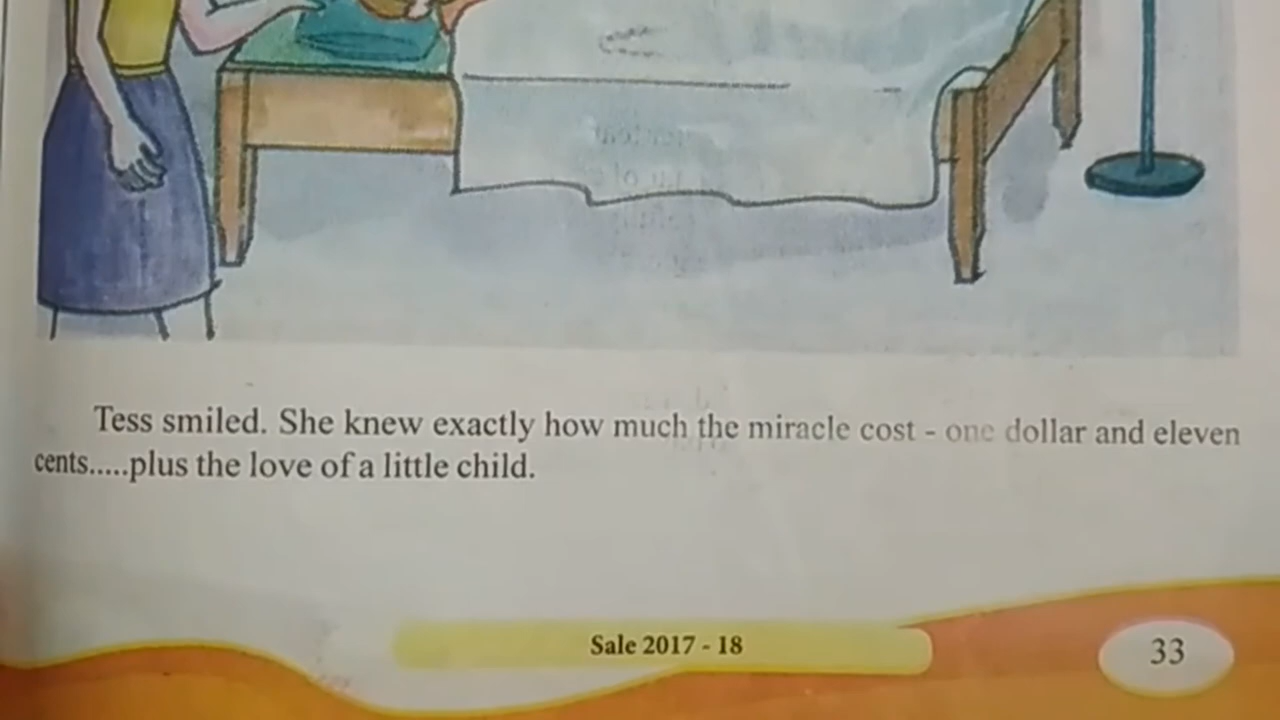 Tess smiled. She knew exactly how much the miracle cost - one dollar and eleven
cents.....plus the love of a little child.
Sale 2017 - 18
33